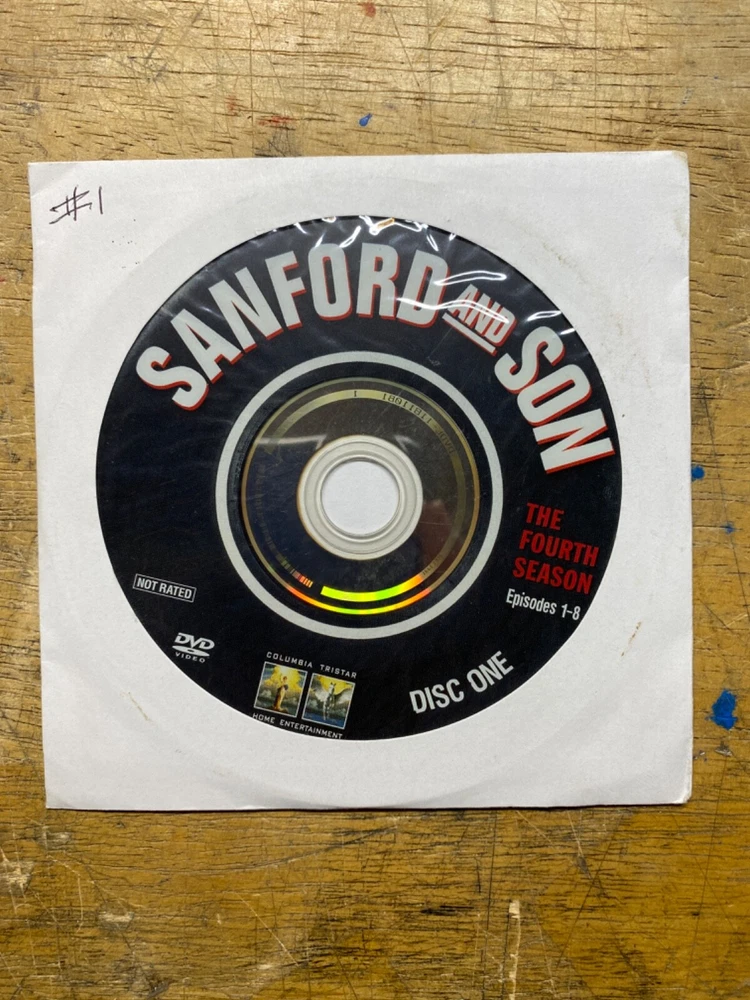 #1
SANFORD AND SON
THE
FOURTH
SEASON
Episodes 1-8
NOT RATED
DVD
VIDEO
COLUMBIA TRISTAR
HOME ENTERTAINMENT
DISC ONE